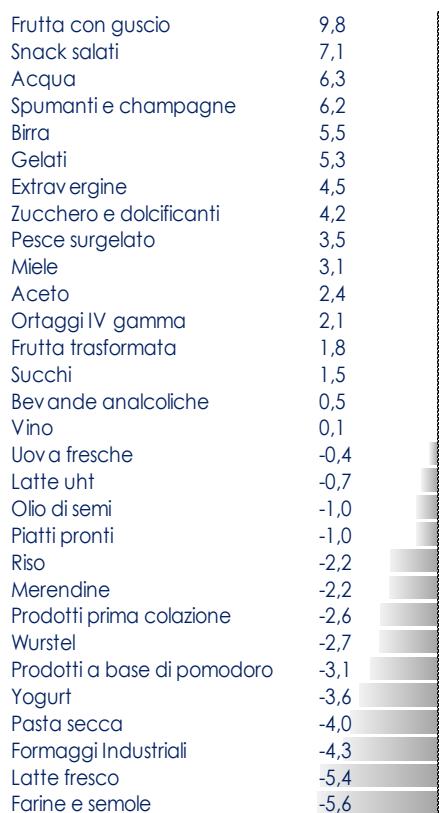 Frutta con guscio 9,8
Snack salati 7,1
Acqua 6,3
Spumanti e champagne 6,2
Birra 5,5
Gelati 5,3
Extravergine 4,5
Zucchero e dolcificanti 4,2
Pesce surgelato 3,5
Miele 3,1
Aceto 2,4
Ortaggi IV gamma 2,1
Frutta trasformata 1,8
Succhi 1,5
Bevande analcoliche 0,5
Vino 0,1
Uova fresche -0,4
Latte uht -0,7
Olio di semi -1,0
Piatti pronti -1,0
Riso -2,2
Merendine -2,2
Prodotti prima colazione -2,6
Wurstel -2,7
Prodotti a base di pomodoro -3,1
Yogurt -3,6
Pasta secca -4,0
Formaggi Industriali -4,3
Latte fresco -5,4
Farine e semole -5,6